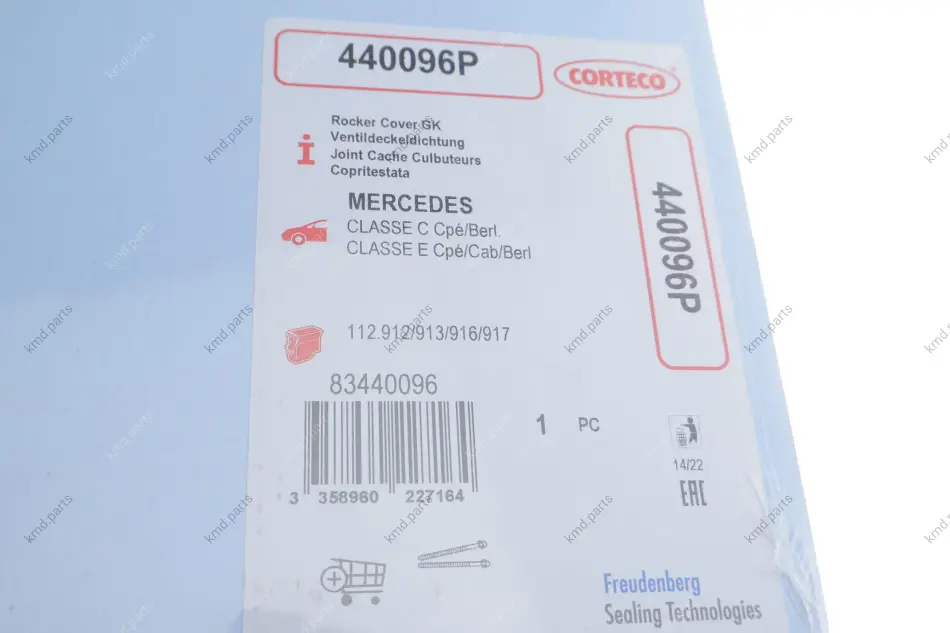 440096P
CORTECO
Rocker Cover GK
Ventildeckeldichtung
Joint Cache Culbuteurs
Copritestata
MERCEDES
CLASSE C Cpé/Berl.
CLASSE E Cpé/Cab/Berl
440096P
112.912/913/916/917
83440096
1 PC
3 358960 227164
14/22
EAC
Freudenberg
Sealing Technologies
kmd.parts